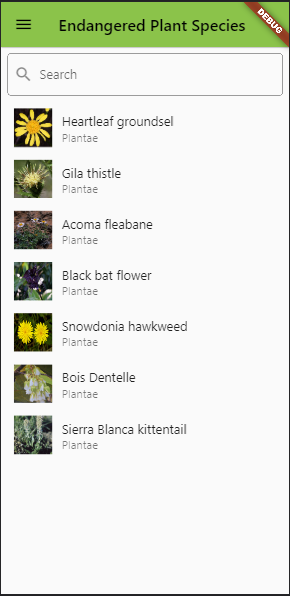 Endangered Plant Species
DEBUG
Search
Heartleaf groundsel
Plantae
Gila thistle
Plantae
Acoma fleabane
Plantae
Black bat flower
Plantae
Snowdonia hawkweed
Plantae
Bois Dentelle
Plantae
Sierra Blanca kittentail
Plantae